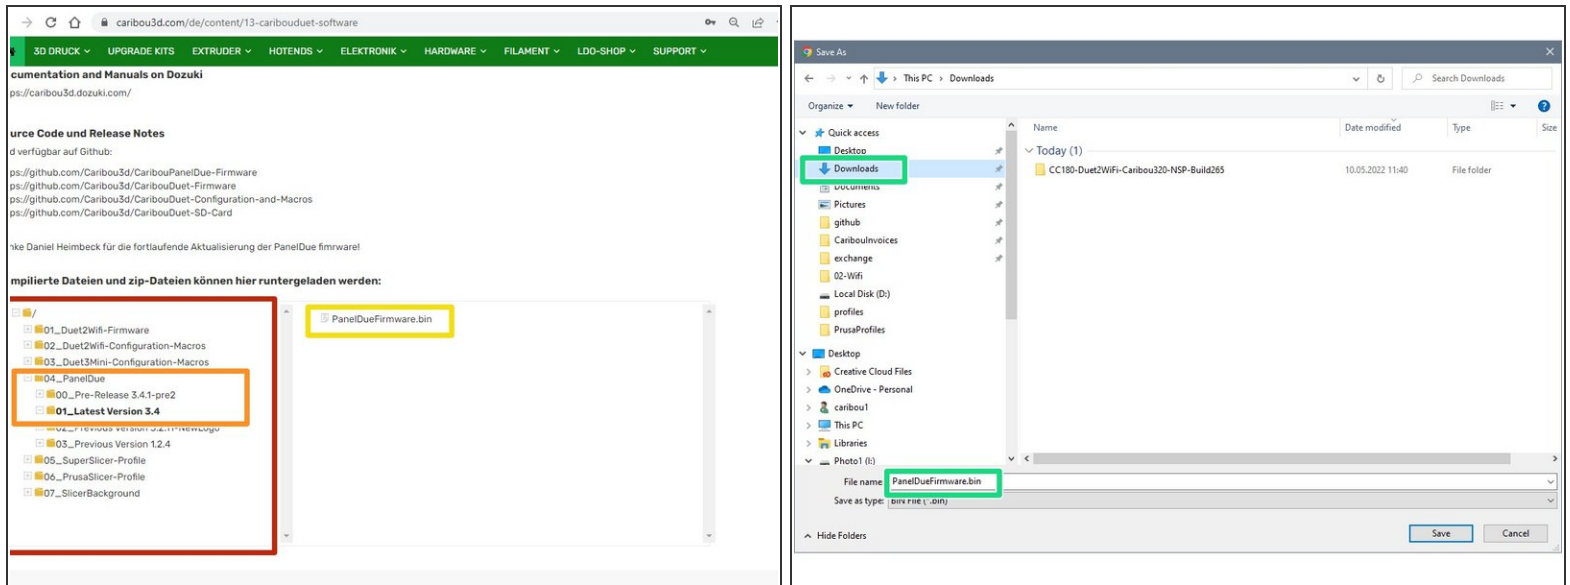 caribou3d.com/de/content/13-caribouduet-software
3D DRUCK UPGRADE KITS EXTRUDER HOTENDS ELEKTRONIK HARDWARE FILAMENT LDO-SHOP SUPPORT
cumentation and Manuals on Dozuki
ps://caribou3d.dozuki.com/
urce Code und Release Notes
d verfügbar auf Github:
ps://github.com/Caribou3d/CaribouPanelDue-Firmware
ps://github.com/Caribou3d/CaribouDuet-Firmware
ps://github.com/Caribou3d/CaribouDuet-Configuration-and-Macros
ps://github.com/Caribou3d/CaribouDuet-SD-Card
nke Daniel Heimbeck für die fortlaufende Aktualisierung der PanelDue fimrware!
mpilierte Dateien und zip-Dateien können hier runtergeladen werden:
/
01_Duet2Wifi-Firmware
02_Duet2Wifi-Configuration-Macros
03_Duet3Mini-Configuration-Macros
04_PanelDue
00_Pre-Release 3.4.1-pre2
01_Latest Version 3.4
02_Previous Version 3.2.11-NewLogo
03_Previous Version 1.2.4
05_SuperSlicer-Profile
06_PrusaSlicer-Profile
07_SlicerBackground
PanelDueFirmware.bin
Save As
This PC > Downloads
Search Downloads
Organize New folder
Quick access
Desktop
Downloads
Documents
Pictures
github
CaribouInvoices
exchange
02-Wifi
Local Disk (D:)
profiles
PrusaProfiles
Desktop
Creative Cloud Files
OneDrive - Personal
caribou1
This PC
Libraries
Photo1 (I:)
Name Date modified Type Size
Today (1)
CC180-Duet2WiFi-Caribou320-NSP-Build265 10.05.2022 11:40 File folder
File name: PanelDueFirmware.bin
Save as type: BIN File (*.bin)
Hide Folders
Save Cancel